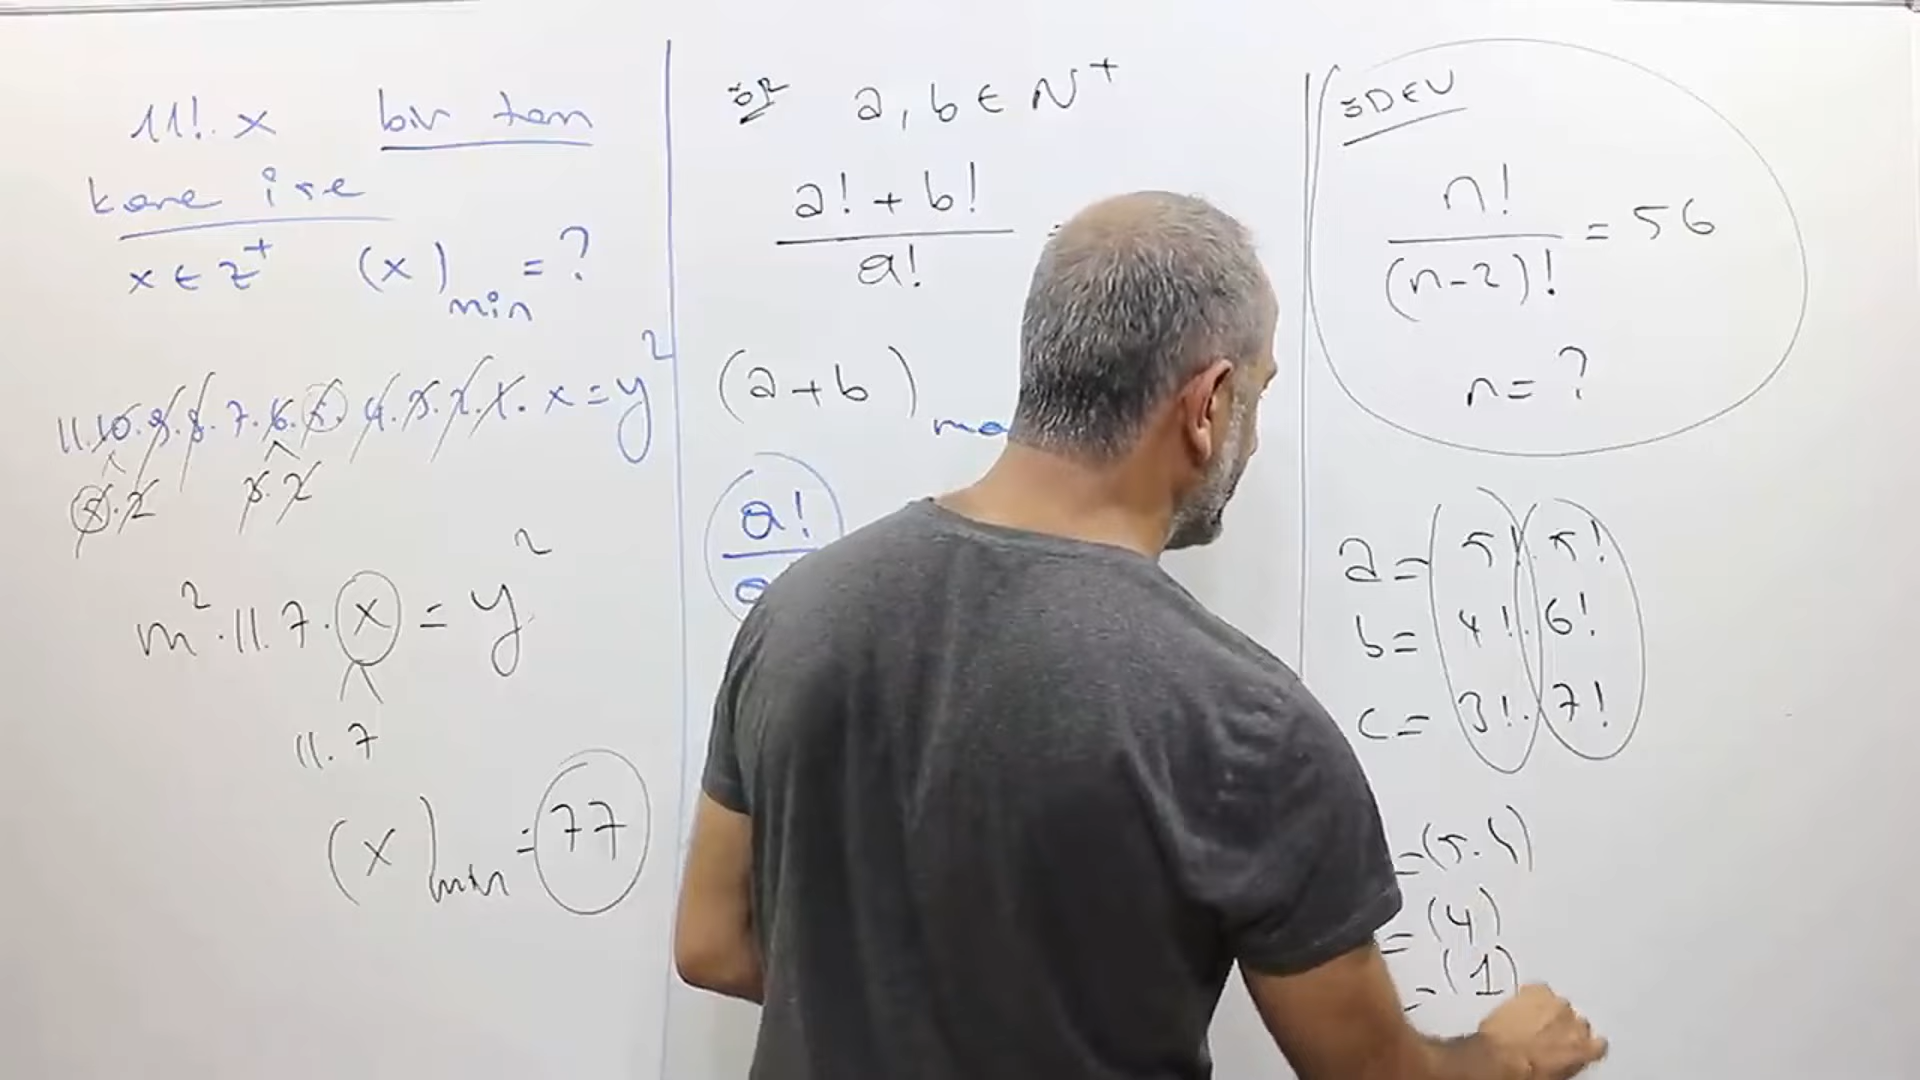 11!.x bir tam
kare ise
x ∈ Z⁺ (x)min = ?
11.10.9.8.7.6.5.4.3.2.1.x = y²
5.2 3.2
m².11.7.x = y²
11.7
(x)min = 77
ör a, b ∈ N⁺
a! + b!
a!
=
(a+b)
a!
ÖDEV
n!
(n-2)!
= 56
n = ?
a = 5!.5!
b = 4!.6!
c = 3!.7!
= (5.4)
= (4)
= (1)